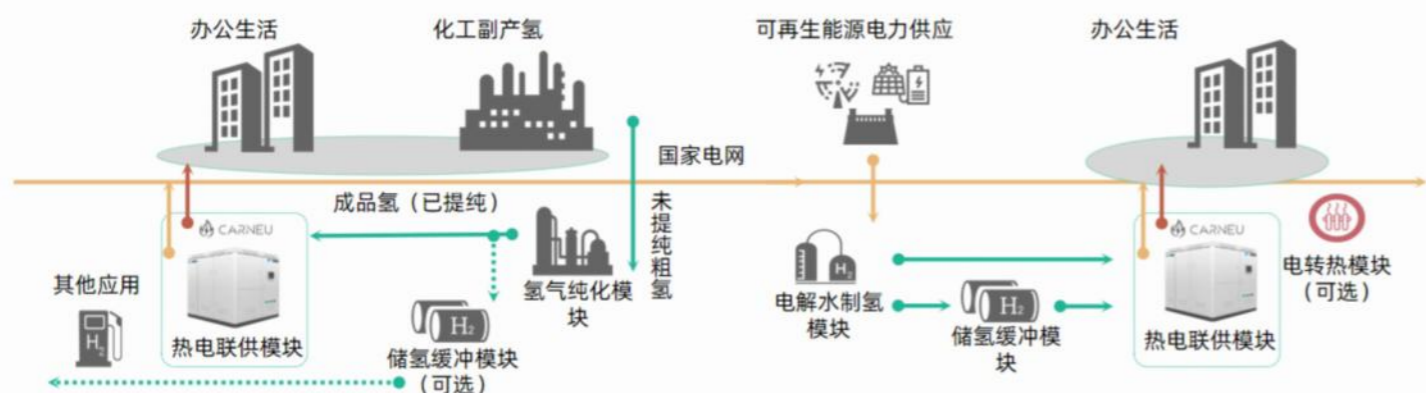 办公生活
化工副产氢
可再生能源电力供应
办公生活
国家电网
成品氢（已提纯）
未提纯粗氢
CARNEU
CARNEU
其他应用
H2
热电联供模块
H2
储氢缓冲模块
（可选）
氢气纯化模
块
H2
电解水制氢
模块
H2
储氢缓冲模
块
热电联供模块
电转热模块
（可选）